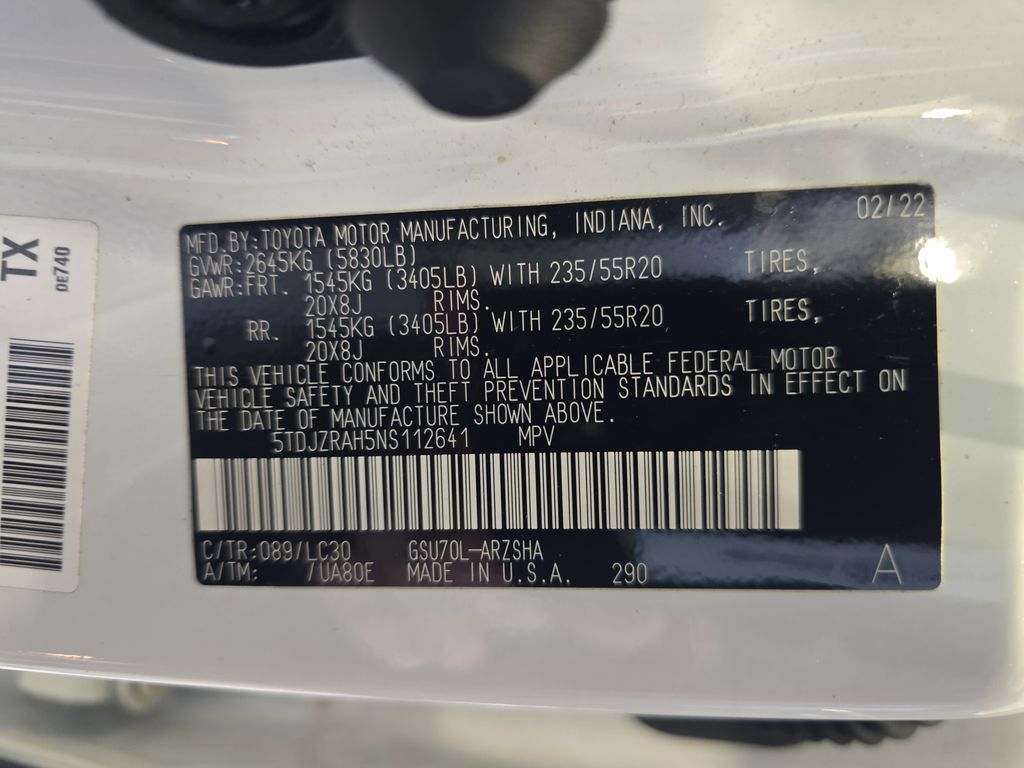 TX
0E740
MFD.BY:TOYOTA MOTOR MANUFACTURING, INDIANA, INC. 02/22
GVWR:2645KG (5830LB)
GAWR:FRT. 1545KG (3405LB) WITH 235/55R20 TIRES,
20X8J RIMS.
RR. 1545KG (3405LB) WITH 235/55R20 TIRES,
20X8J RIMS.
THIS VEHICLE CONFORMS TO ALL APPLICABLE FEDERAL MOTOR
VEHICLE SAFETY AND THEFT PREVENTION STANDARDS IN EFFECT ON
THE DATE OF MANUFACTURE SHOWN ABOVE.
5TDJZRAH5NS112641 MPV
C/TR:089/LC30 GSU70L-ARZSHA
A/TM: /UA80E MADE IN U.S.A. 290
A